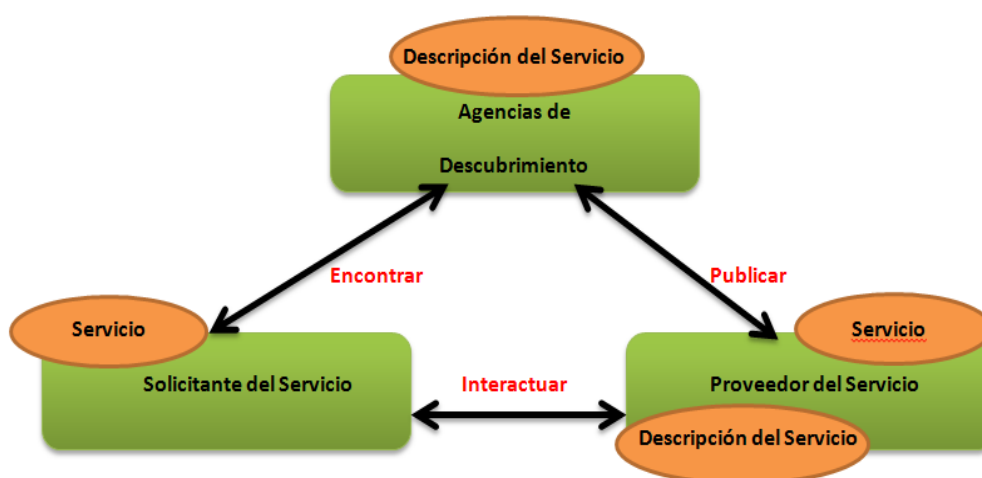 Descripción del Servicio
Agencias de
Descubrimiento
Encontrar
Publicar
Servicio
Servicio
Solicitante del Servicio
Interactuar
Proveedor del Servicio
Descripción del Servicio